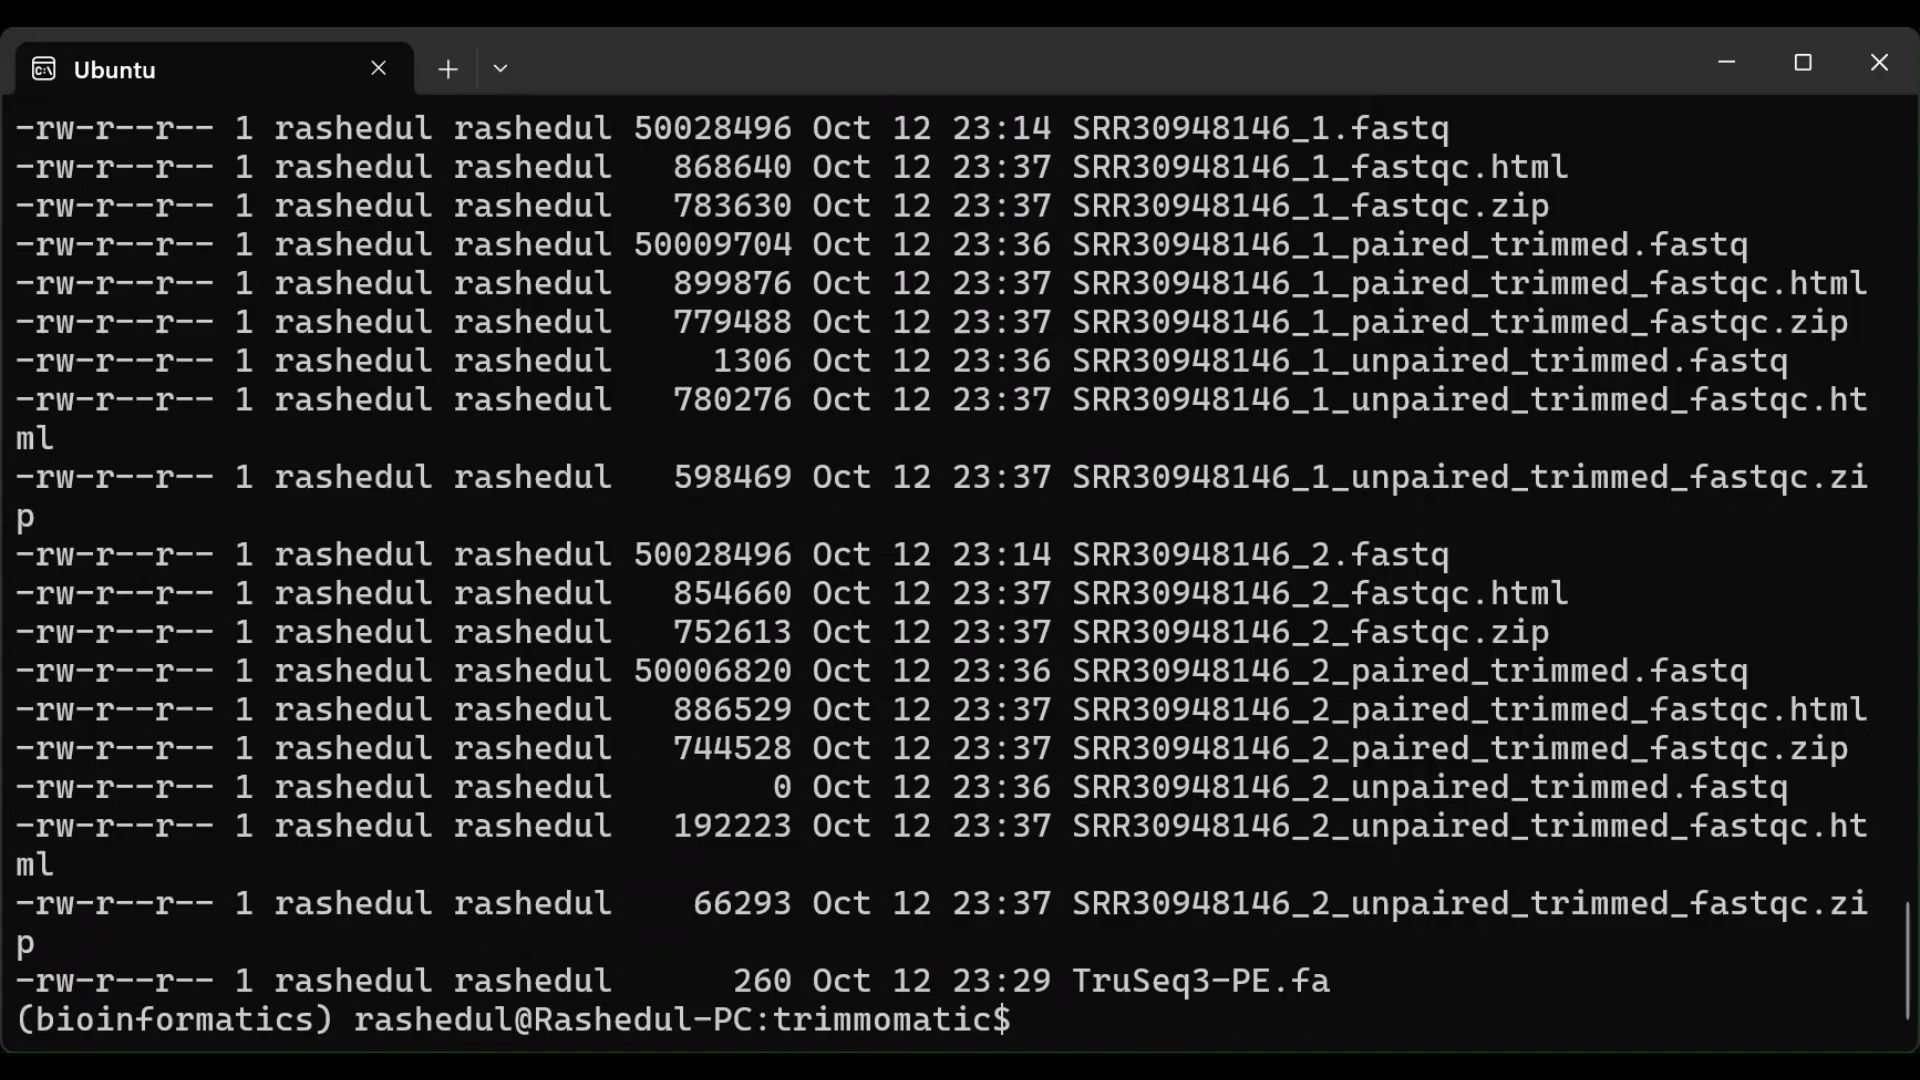 Ubuntu
-rw-r--r-- 1 rashedul rashedul 50028496 Oct 12 23:14 SRR30948146_1.fastq
-rw-r--r-- 1 rashedul rashedul   868640 Oct 12 23:37 SRR30948146_1_fastqc.html
-rw-r--r-- 1 rashedul rashedul   783630 Oct 12 23:37 SRR30948146_1_fastqc.zip
-rw-r--r-- 1 rashedul rashedul 50009704 Oct 12 23:36 SRR30948146_1_paired_trimmed.fastq
-rw-r--r-- 1 rashedul rashedul   899876 Oct 12 23:37 SRR30948146_1_paired_trimmed_fastqc.html
-rw-r--r-- 1 rashedul rashedul   779488 Oct 12 23:37 SRR30948146_1_paired_trimmed_fastqc.zip
-rw-r--r-- 1 rashedul rashedul     1306 Oct 12 23:36 SRR30948146_1_unpaired_trimmed.fastq
-rw-r--r-- 1 rashedul rashedul   780276 Oct 12 23:37 SRR30948146_1_unpaired_trimmed_fastqc.ht
ml
-rw-r--r-- 1 rashedul rashedul   598469 Oct 12 23:37 SRR30948146_1_unpaired_trimmed_fastqc.zi
p
-rw-r--r-- 1 rashedul rashedul 50028496 Oct 12 23:14 SRR30948146_2.fastq
-rw-r--r-- 1 rashedul rashedul   854660 Oct 12 23:37 SRR30948146_2_fastqc.html
-rw-r--r-- 1 rashedul rashedul   752613 Oct 12 23:37 SRR30948146_2_fastqc.zip
-rw-r--r-- 1 rashedul rashedul 50006820 Oct 12 23:36 SRR30948146_2_paired_trimmed.fastq
-rw-r--r-- 1 rashedul rashedul   886529 Oct 12 23:37 SRR30948146_2_paired_trimmed_fastqc.html
-rw-r--r-- 1 rashedul rashedul   744528 Oct 12 23:37 SRR30948146_2_paired_trimmed_fastqc.zip
-rw-r--r-- 1 rashedul rashedul        0 Oct 12 23:36 SRR30948146_2_unpaired_trimmed.fastq
-rw-r--r-- 1 rashedul rashedul   192223 Oct 12 23:37 SRR30948146_2_unpaired_trimmed_fastqc.ht
ml
-rw-r--r-- 1 rashedul rashedul    66293 Oct 12 23:37 SRR30948146_2_unpaired_trimmed_fastqc.zi
p
-rw-r--r-- 1 rashedul rashedul      260 Oct 12 23:29 TruSeq3-PE.fa
(bioinformatics) rashedul@Rashedul-PC:trimmomatic$